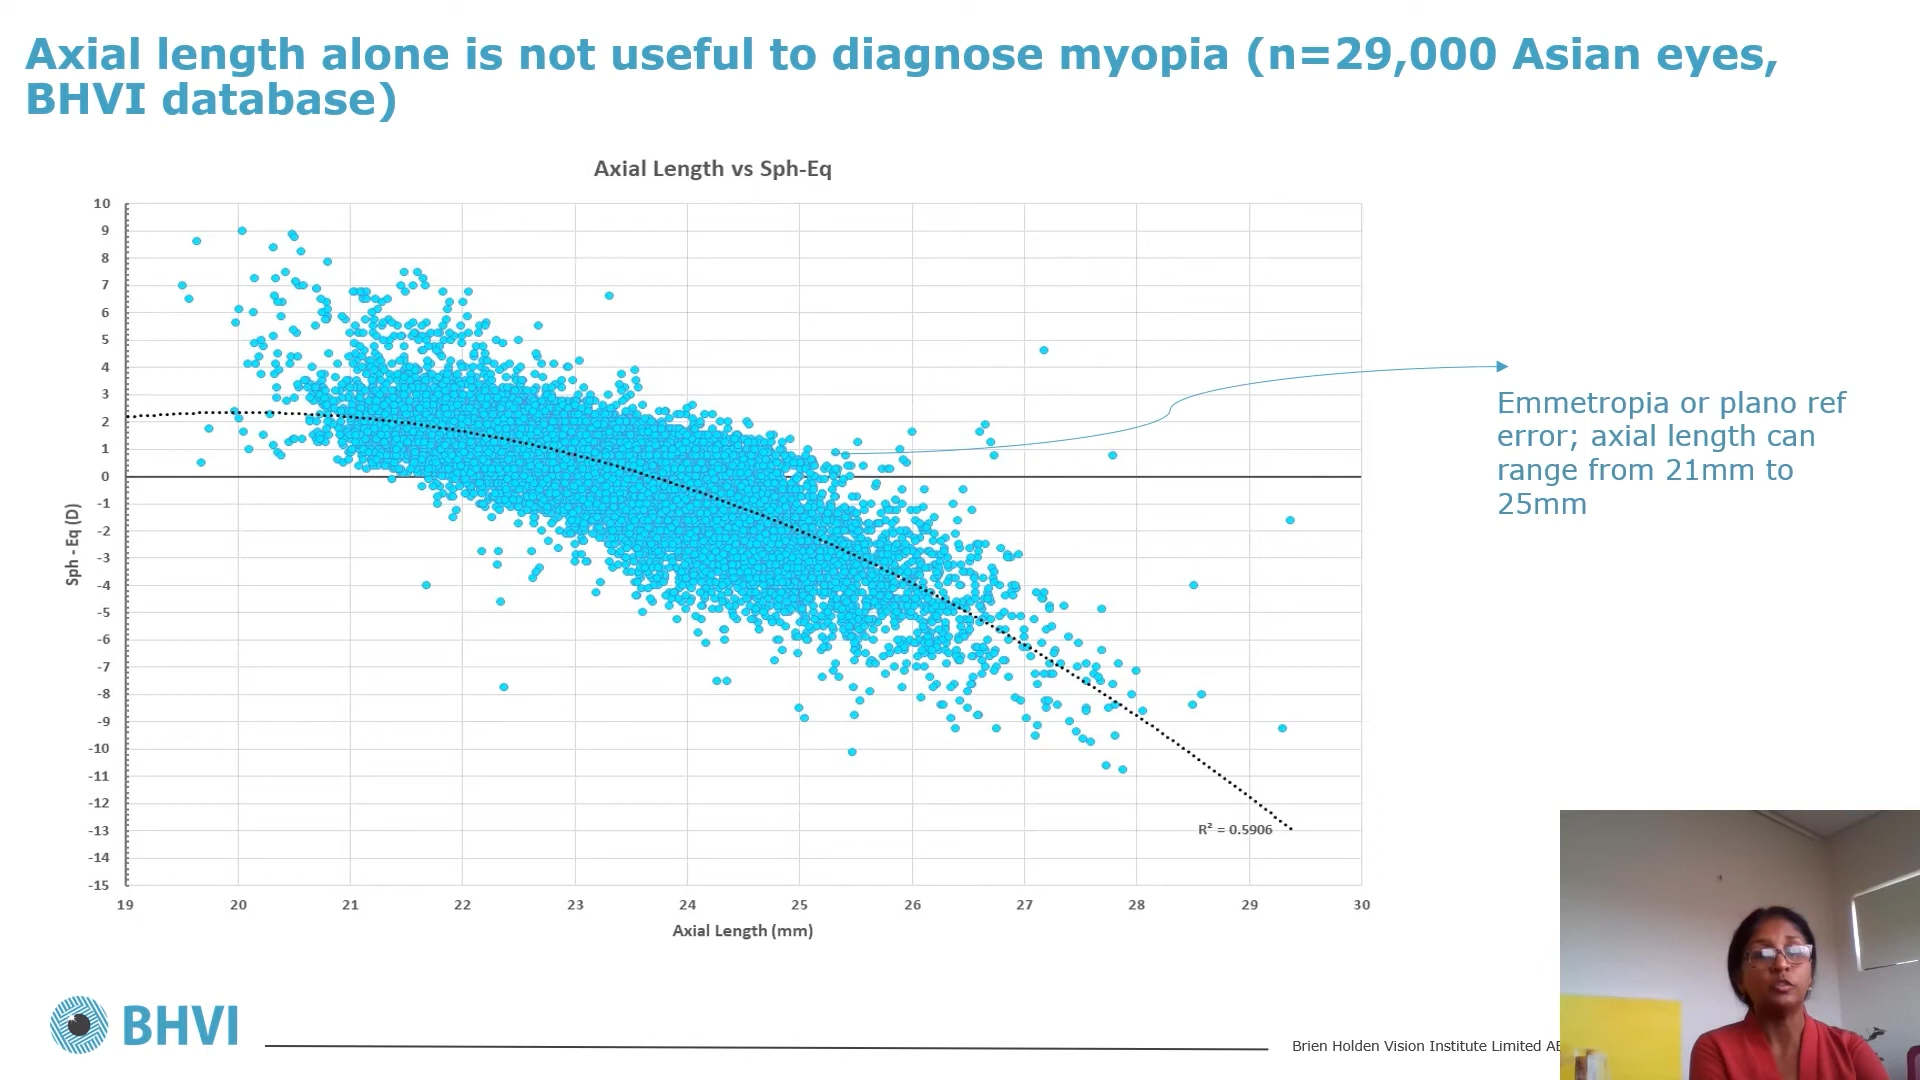 Axial length alone is not useful to diagnose myopia (n=29,000 Asian eyes,
BHVI database)
Axial Length vs Sph-Eq
10
9
8
7
6
5
4
3
2
1
0
-1
-2
-3
-4
-5
-6
-7
-8
-9
-10
-11
-12
-13
-14
-15
Sph - Eq (D)
R² = 0.5906
19 20 21 22 23 24 25 26 27 28 29 30
Axial Length (mm)
Emmetropia or plano ref
error; axial length can
range from 21mm to
25mm
BHVI
Brien Holden Vision Institute Limited